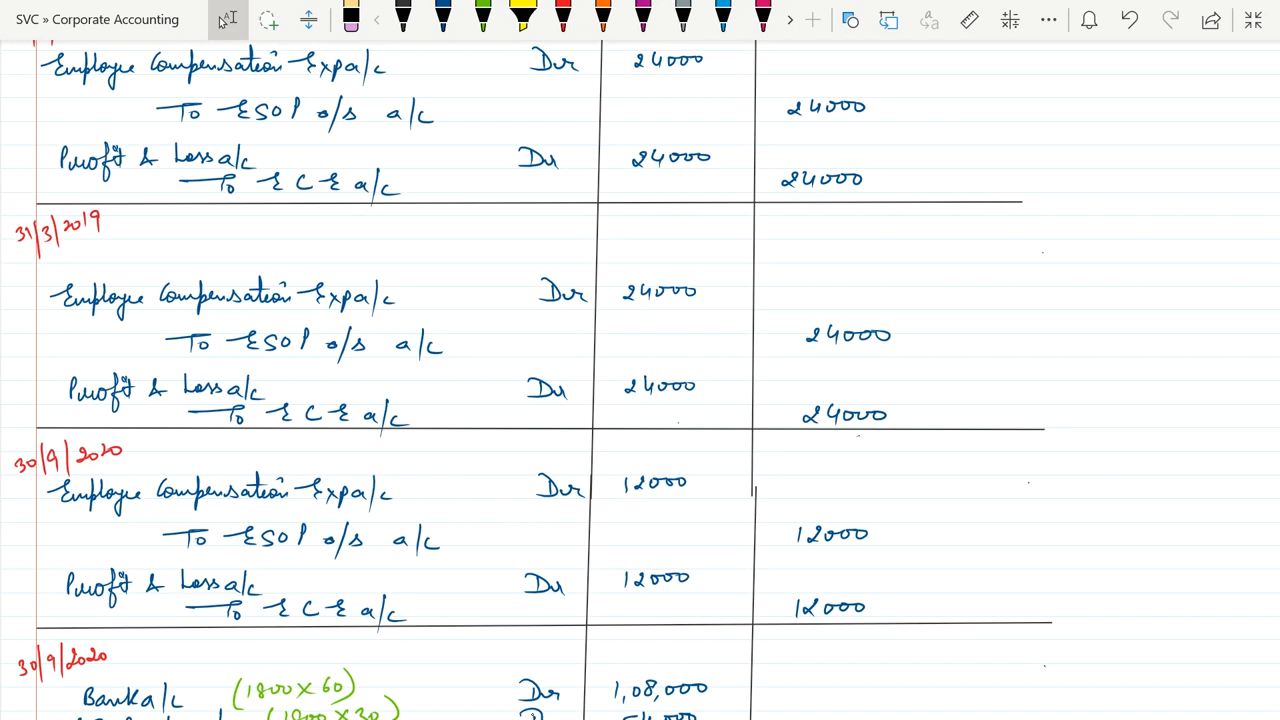 SVC » Corporate Accounting
Employee Compensation Exp a/c Dr 24000
To ESOP o/s a/c 24000
Profit & Loss a/c Dr 24000
To E C E a/c 24000
31/3/2019
Employee Compensation Exp a/c Dr 24000
To ESOP o/s a/c 24000
Profit & Loss a/c Dr 24000
To E C E a/c 24000
30/9/2020
Employee Compensation Exp a/c Dr 12000
To ESOP o/s a/c 12000
Profit & Loss a/c Dr 12000
To E C E a/c 12000
30/9/2020
Bank a/c (1800 × 60) Dr 1,08,000